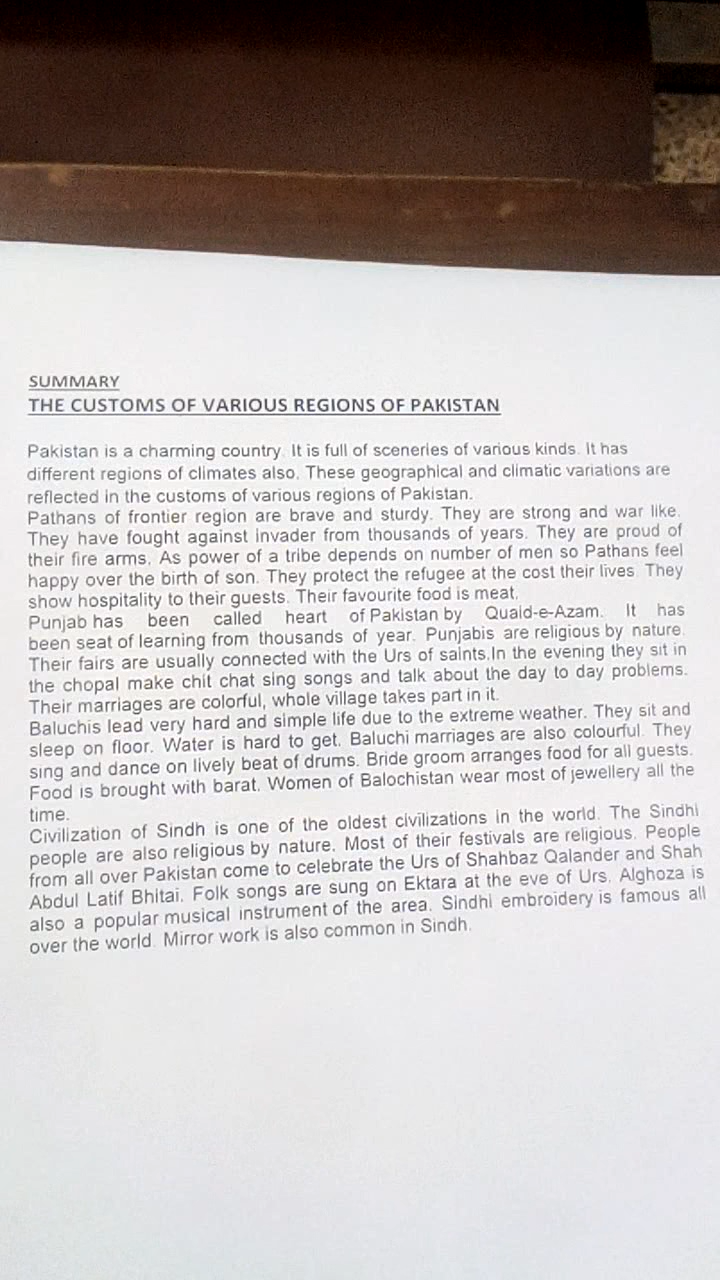 SUMMARY
THE CUSTOMS OF VARIOUS REGIONS OF PAKISTAN
Pakistan is a charming country. It is full of sceneries of various kinds. It has
different regions of climates also. These geographical and climatic variations are
reflected in the customs of various regions of Pakistan.
Pathans of frontier region are brave and sturdy. They are strong and war like.
They have fought against invader from thousands of years. They are proud of
their fire arms. As power of a tribe depends on number of men so Pathans feel
happy over the birth of son. They protect the refugee at the cost their lives. They
show hospitality to their guests. Their favourite food is meat.
Punjab has been called heart of Pakistan by Quaid-e-Azam. It has
been seat of learning from thousands of year. Punjabis are religious by nature.
Their fairs are usually connected with the Urs of saints.In the evening they sit in
the chopal make chit chat sing songs and talk about the day to day problems.
Their marriages are colorful, whole village takes part in it.
Baluchis lead very hard and simple life due to the extreme weather. They sit and
sleep on floor. Water is hard to get. Baluchi marriages are also colourful. They
sing and dance on lively beat of drums. Bride groom arranges food for all guests.
Food is brought with barat. Women of Balochistan wear most of jewellery all the
time.
Civilization of Sindh is one of the oldest civilizations in the world. The Sindhi
people are also religious by nature. Most of their festivals are religious. People
from all over Pakistan come to celebrate the Urs of Shahbaz Qalander and Shah
Abdul Latif Bhitai. Folk songs are sung on Ektara at the eve of Urs. Alghoza is
also a popular musical instrument of the area. Sindhi embroidery is famous all
over the world. Mirror work is also common in Sindh.